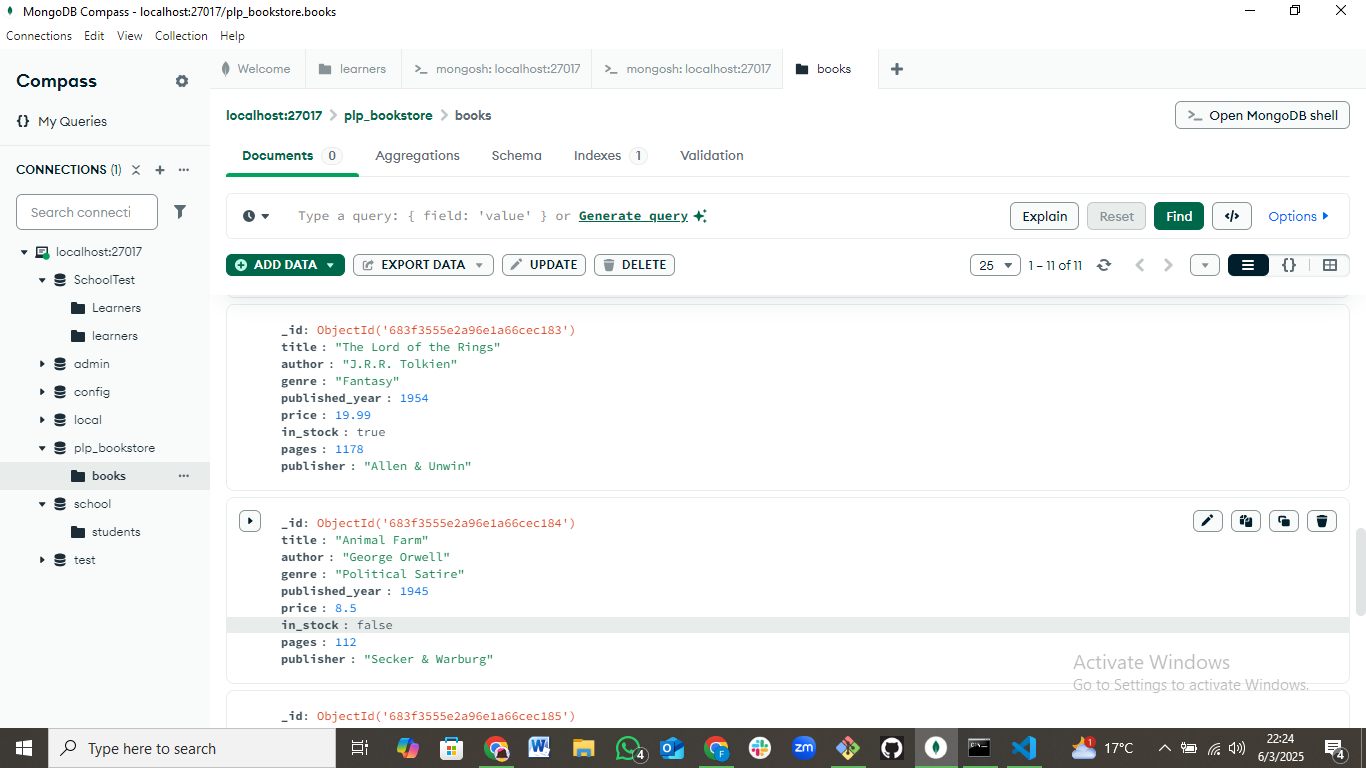 MongoDB Compass - localhost:27017/plp_bookstore.books
Connections Edit View Collection Help
Compass
Welcome learners >_ mongosh: localhost:27017 >_ mongosh: localhost:27017 books +
{} My Queries
localhost:27017 > plp_bookstore > books
>_ Open MongoDB shell
CONNECTIONS (1) × + ...
Documents 0 Aggregations Schema Indexes 1 Validation
Search connecti
Type a query: { field: 'value' } or Generate query
Explain Reset Find </> Options
localhost:27017
SchoolTest
Learners
learners
admin
config
local
plp_bookstore
books ...
school
students
test
ADD DATA EXPORT DATA UPDATE DELETE
25 1 – 11 of 11 {}
_id: ObjectId('683f3555e2a96e1a66cec183')
title : "The Lord of the Rings"
author : "J.R.R. Tolkien"
genre : "Fantasy"
published_year : 1954
price : 19.99
in_stock : true
pages : 1178
publisher : "Allen & Unwin"
_id: ObjectId('683f3555e2a96e1a66cec184')
title : "Animal Farm"
author : "George Orwell"
genre : "Political Satire"
published_year : 1945
price : 8.5
in_stock : false
pages : 112
publisher : "Secker & Warburg"
_id: ObjectId('683f3555e2a96e1a66cec185')
Activate Windows
Go to Settings to activate Windows.
Type here to search
W 4 F zm 1 17°C 22:24 4
6/3/2025